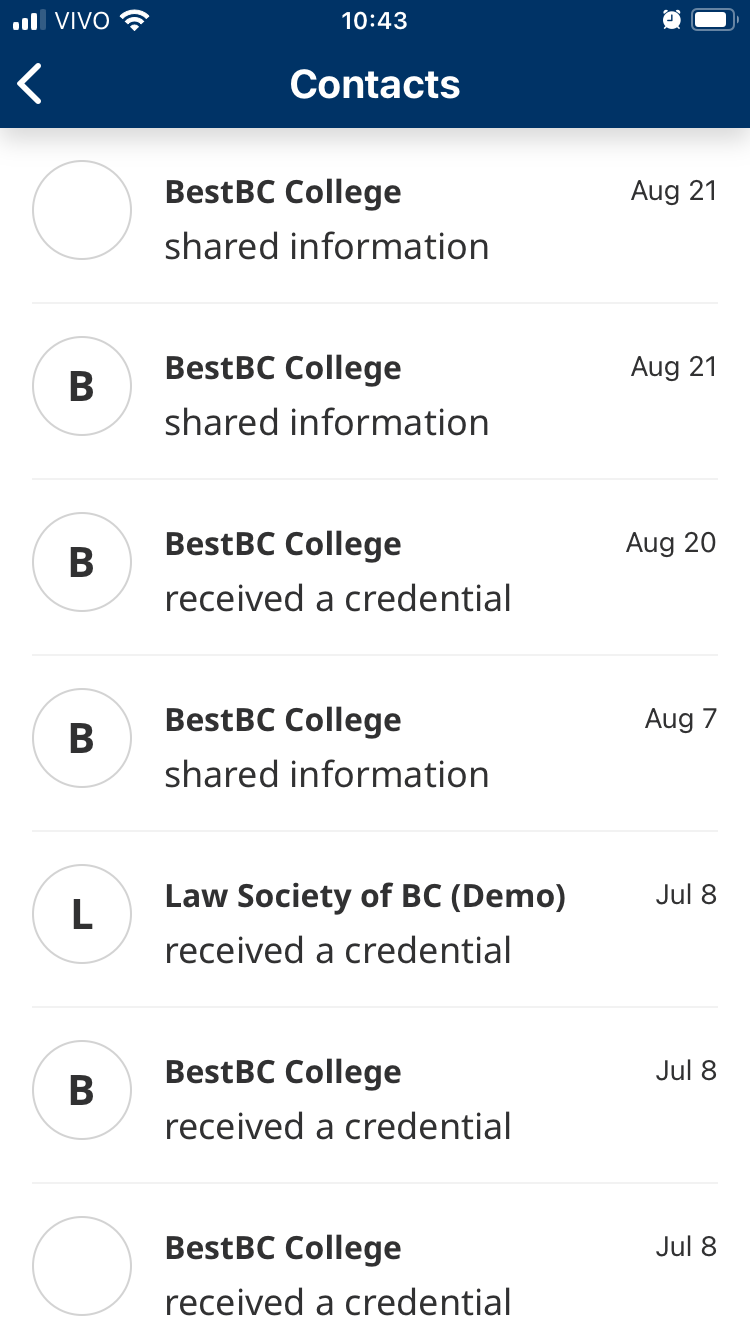 VIVO 10:43
Contacts
BestBC College Aug 21
shared information
B BestBC College Aug 21
shared information
B BestBC College Aug 20
received a credential
B BestBC College Aug 7
shared information
L Law Society of BC (Demo) Jul 8
received a credential
B BestBC College Jul 8
received a credential
BestBC College Jul 8
received a credential